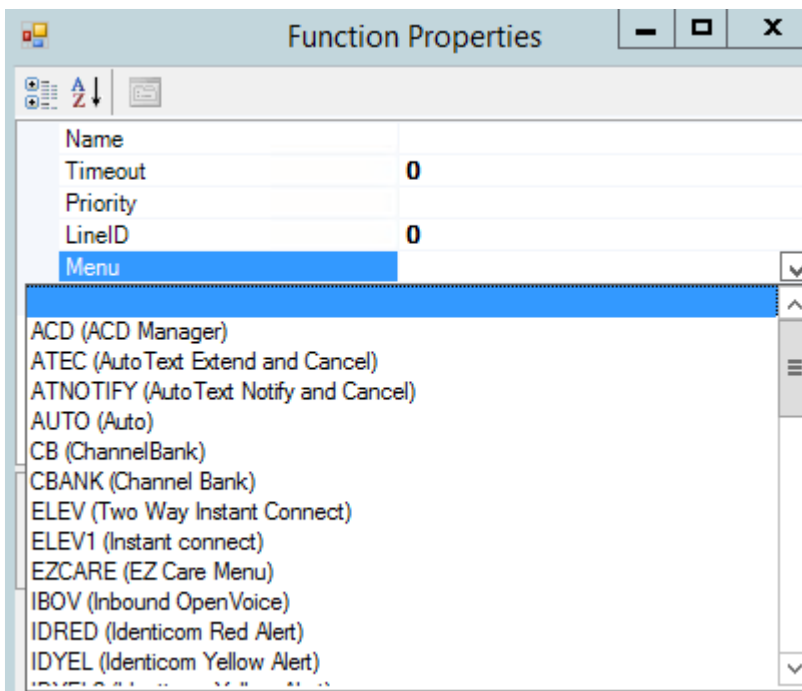 Function Properties
Name
Timeout 0
Priority
LineID 0
Menu
ACD (ACD Manager)
ATEC (AutoText Extend and Cancel)
ATNOTIFY (AutoText Notify and Cancel)
AUTO (Auto)
CB (ChannelBank)
CBANK (Channel Bank)
ELEV (Two Way Instant Connect)
ELEV1 (Instant connect)
EZCARE (EZ Care Menu)
IBOV (Inbound OpenVoice)
IDRED (Identicom Red Alert)
IDYEL (Identicom Yellow Alert)